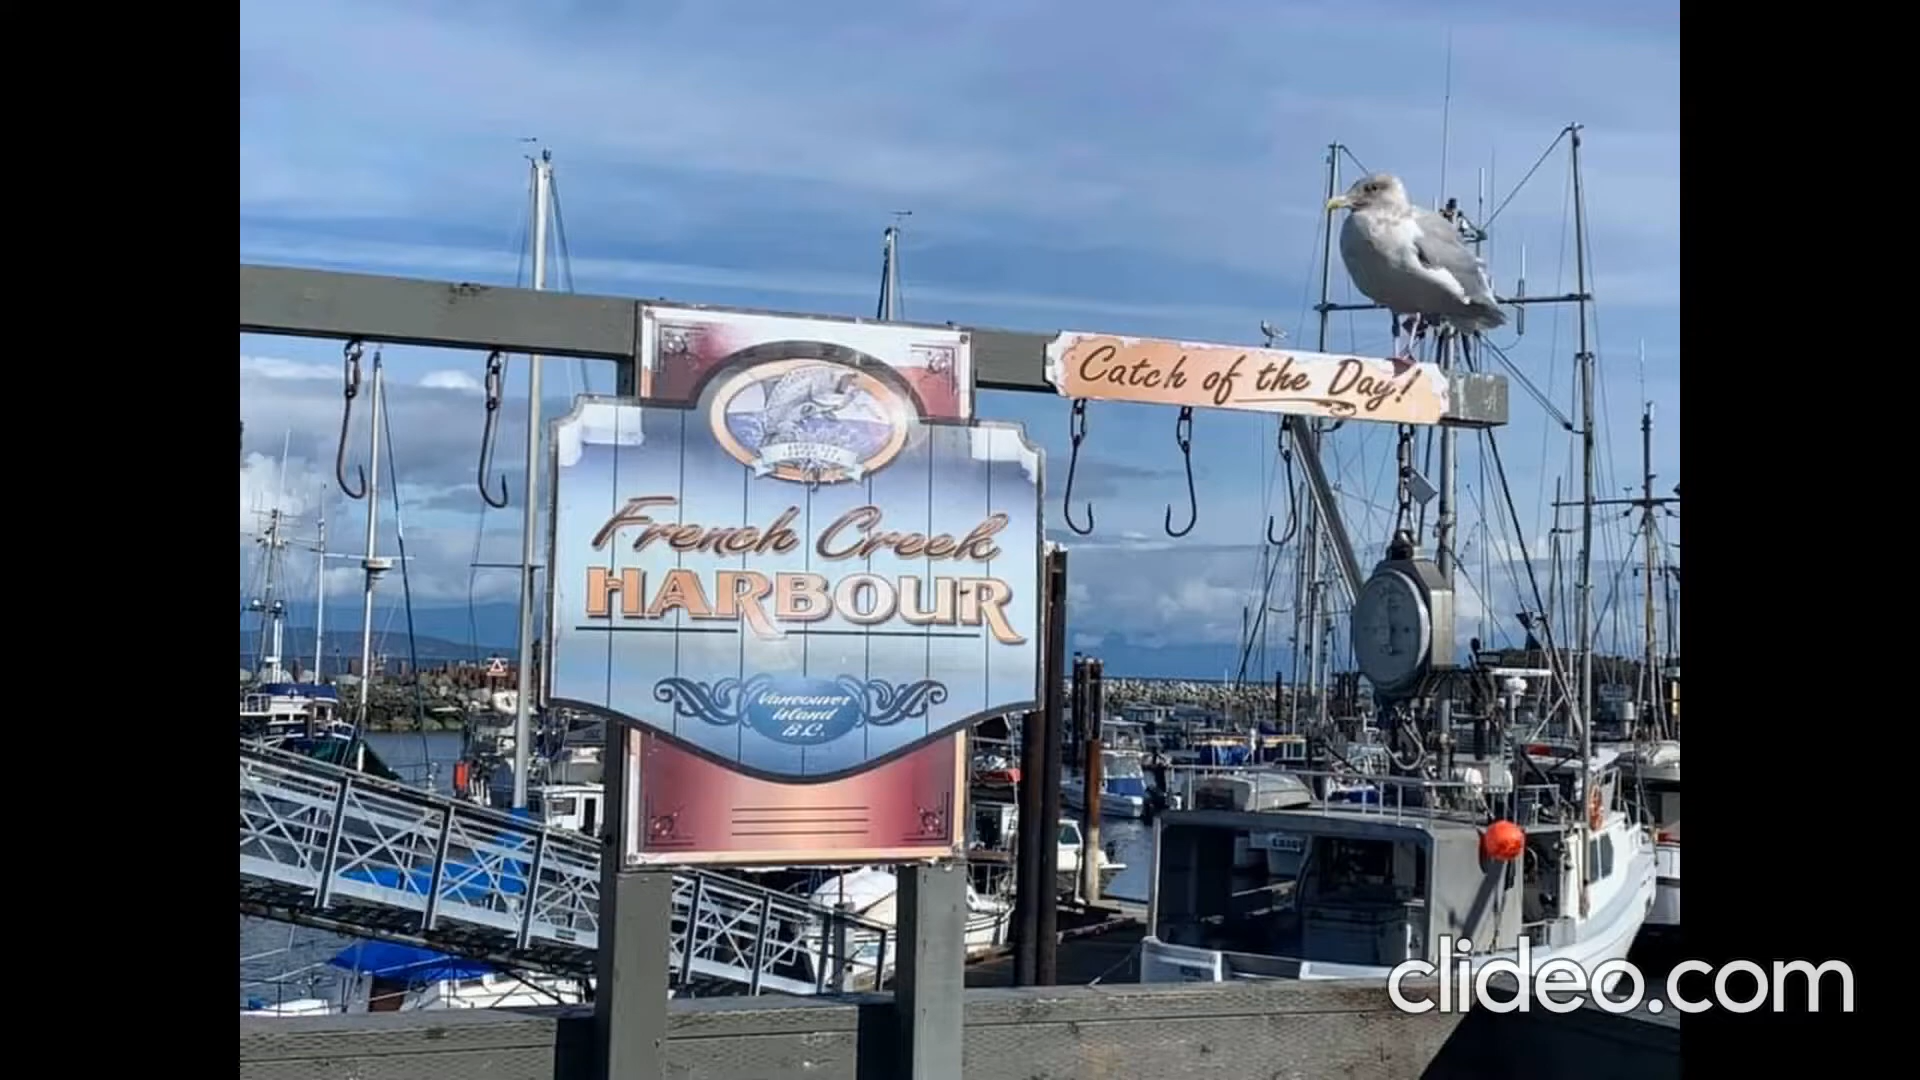 Catch of the Day!
French Creek
HARBOUR
Vancouver
Island
B.C.
clideo.com